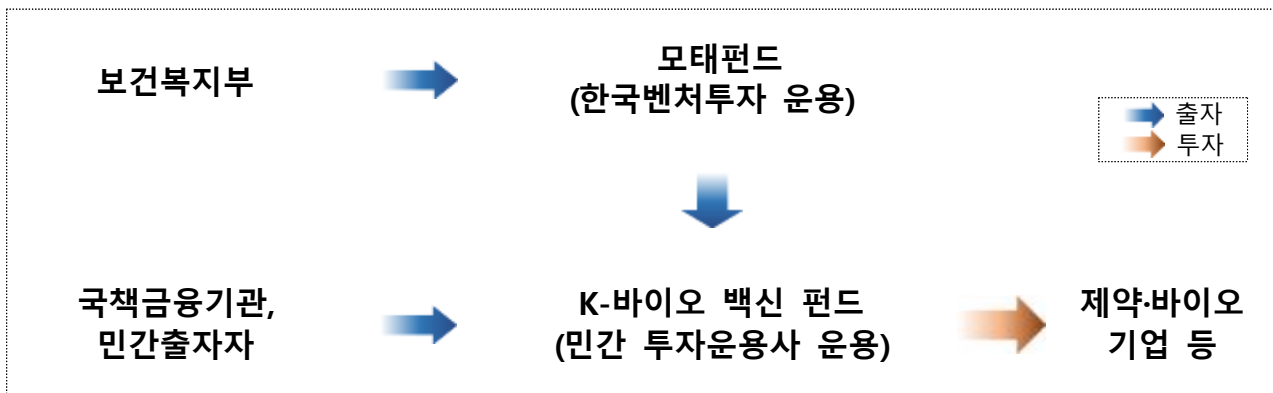 보건복지부
모태펀드
(한국벤처투자 운용)
출자
투자
국책금융기관,
민간출자자
K-바이오 백신 펀드
(민간 투자운용사 운용)
제약·바이오
기업 등